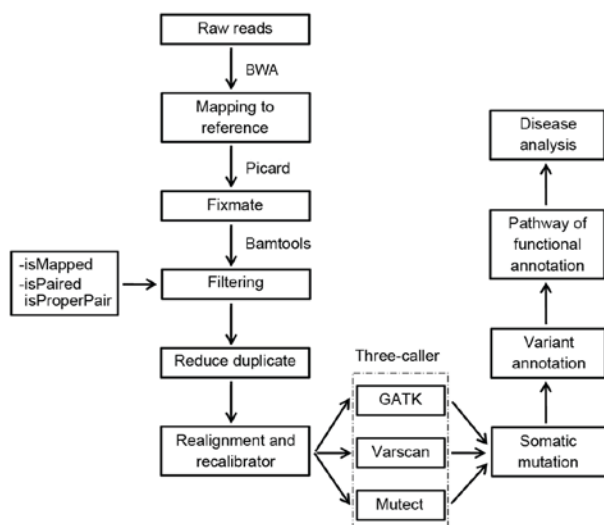 Raw reads
BWA
Mapping to
reference
Picard
Fixmate
Bamtools
-isMapped
-isPaired
isProperPair
Filtering
Reduce duplicate
Realignment and
recalibrator
Three-caller
GATK
Varscan
Mutect
Somatic
mutation
Variant
annotation
Pathway of
functional
annotation
Disease
analysis